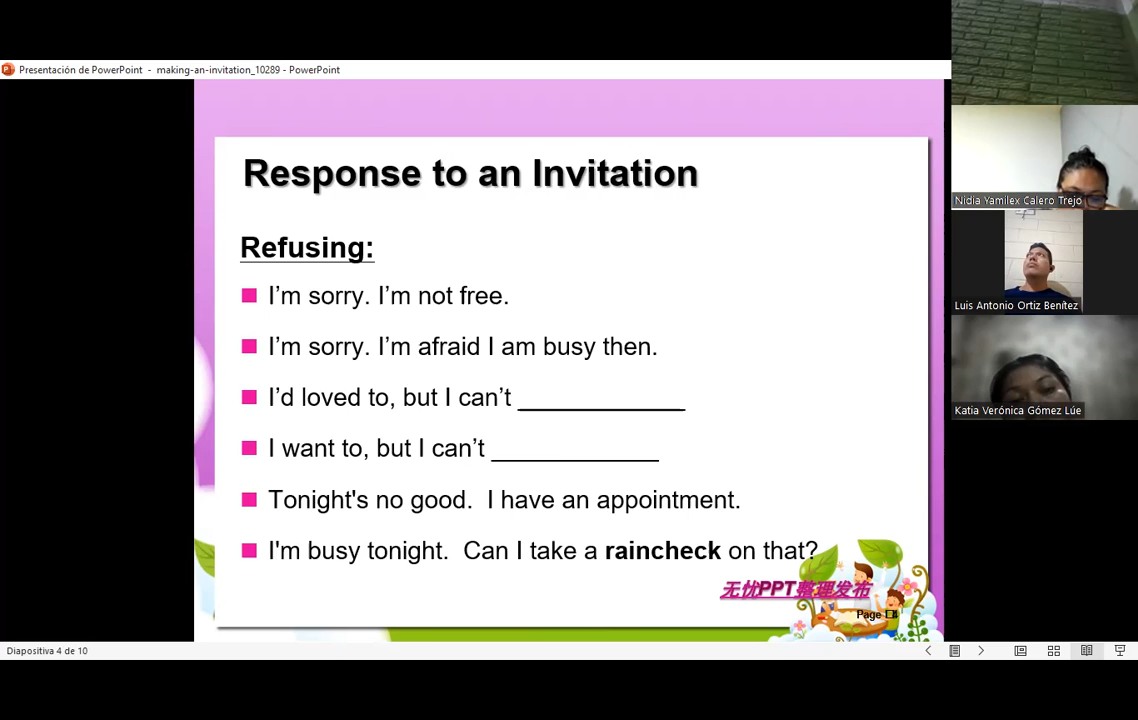 Presentación de PowerPoint - making-an-invitation_10289 - PowerPoint
Response to an Invitation
Refusing:
I'm sorry. I'm not free.
I'm sorry. I'm afraid I am busy then.
I'd loved to, but I can't ____________
I want to, but I can't ____________
Tonight's no good.  I have an appointment.
I'm busy tonight.  Can I take a raincheck on that?
无忧PPT整理发布
Page
Diapositiva 4 de 10
Nidia Yamilex Calero Trejo
Luis Antonio Ortiz Benítez
Katia Verónica Gómez Lúe